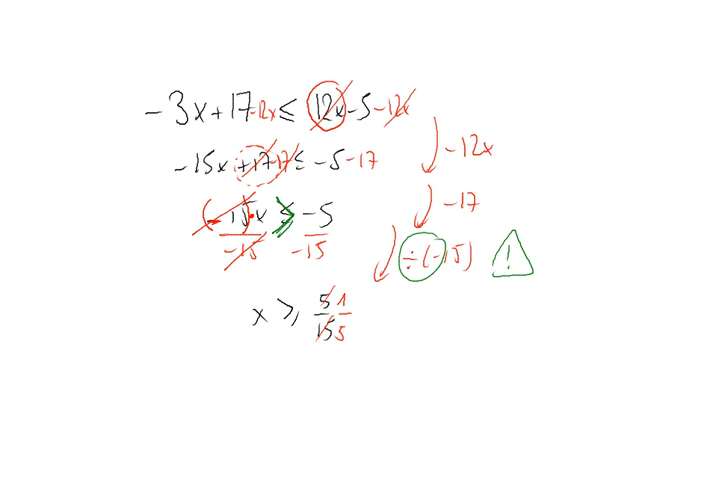 -3x+17-12x ≤ 12x-5-12x
-12x
-15x+17-17 ≤ -5-17
-17
(-15)·x ≥ -5
-15 -15
÷(-15) !
x ≥ 5 1
15 5